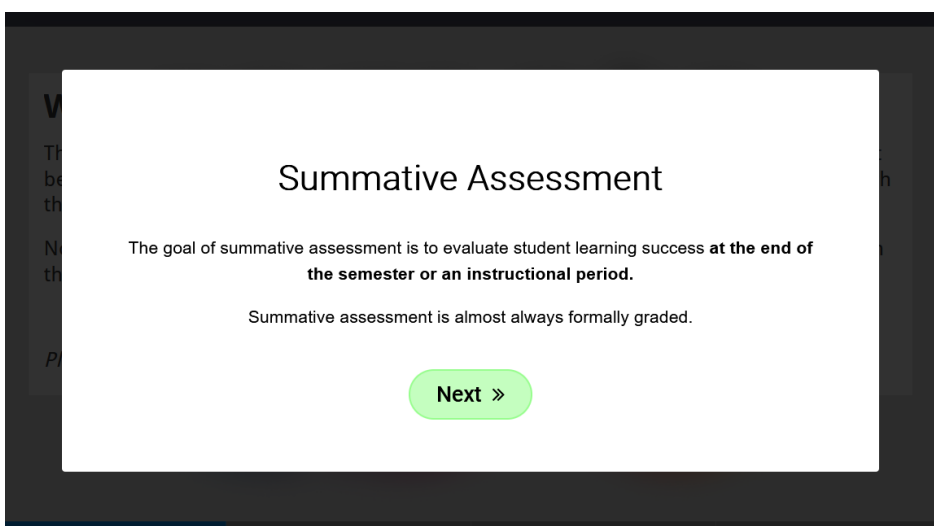 Summative Assessment
The goal of summative assessment is to evaluate student learning success at the end of
the semester or an instructional period.
Summative assessment is almost always formally graded.
Next »